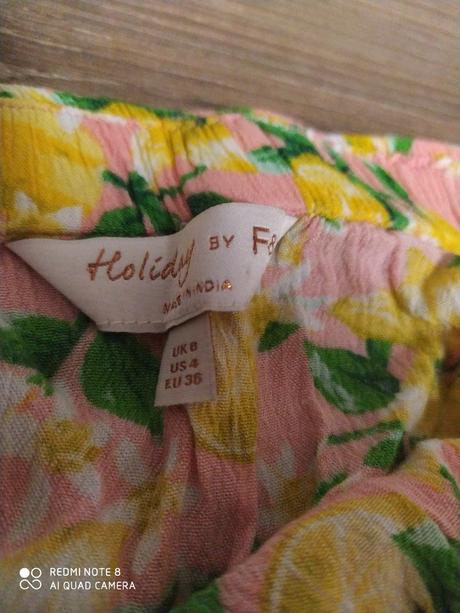 Holiday BY F&
MADE IN INDIA
UK 8
US 4
EU 36
REDMI NOTE 8
AI QUAD CAMERA